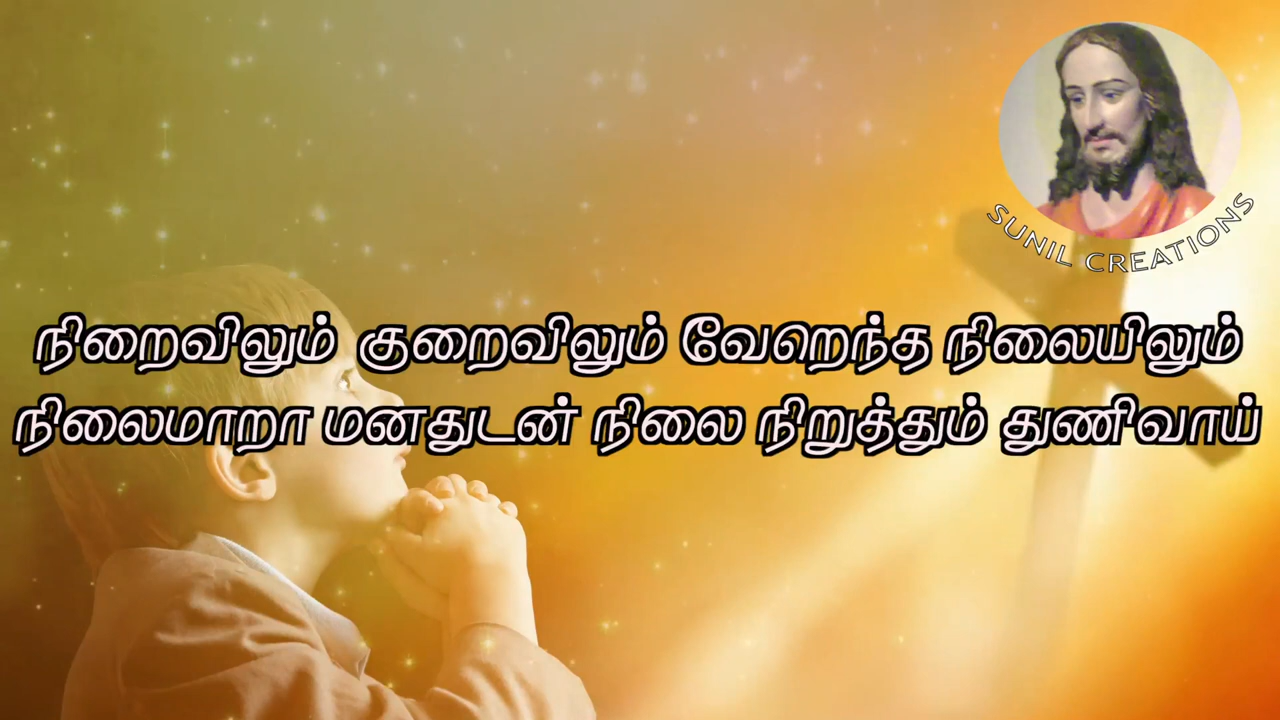 SUNIL CREATIONS
நிறைவிலும் குறைவிலும் வேறெந்த நிலையிலும்
நிலைமாறா மனதுடன் நிலை நிறுத்தும் துணிவாய்